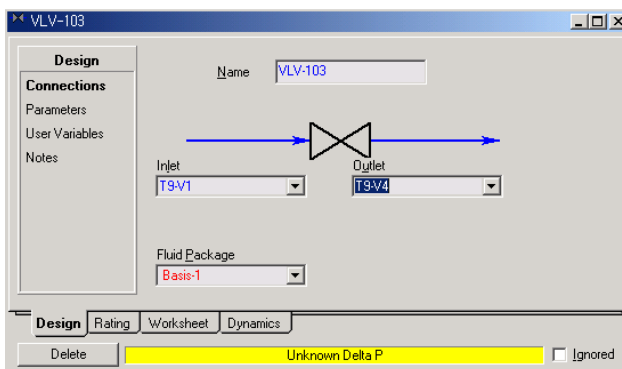 VLV-103
Design
Connections
Parameters
User Variables
Notes
Name VLV-103
Inlet Outlet
T9-V1 T9-V4
Fluid Package
Basis-1
Design Rating Worksheet Dynamics
Delete Unknown Delta P Ignored